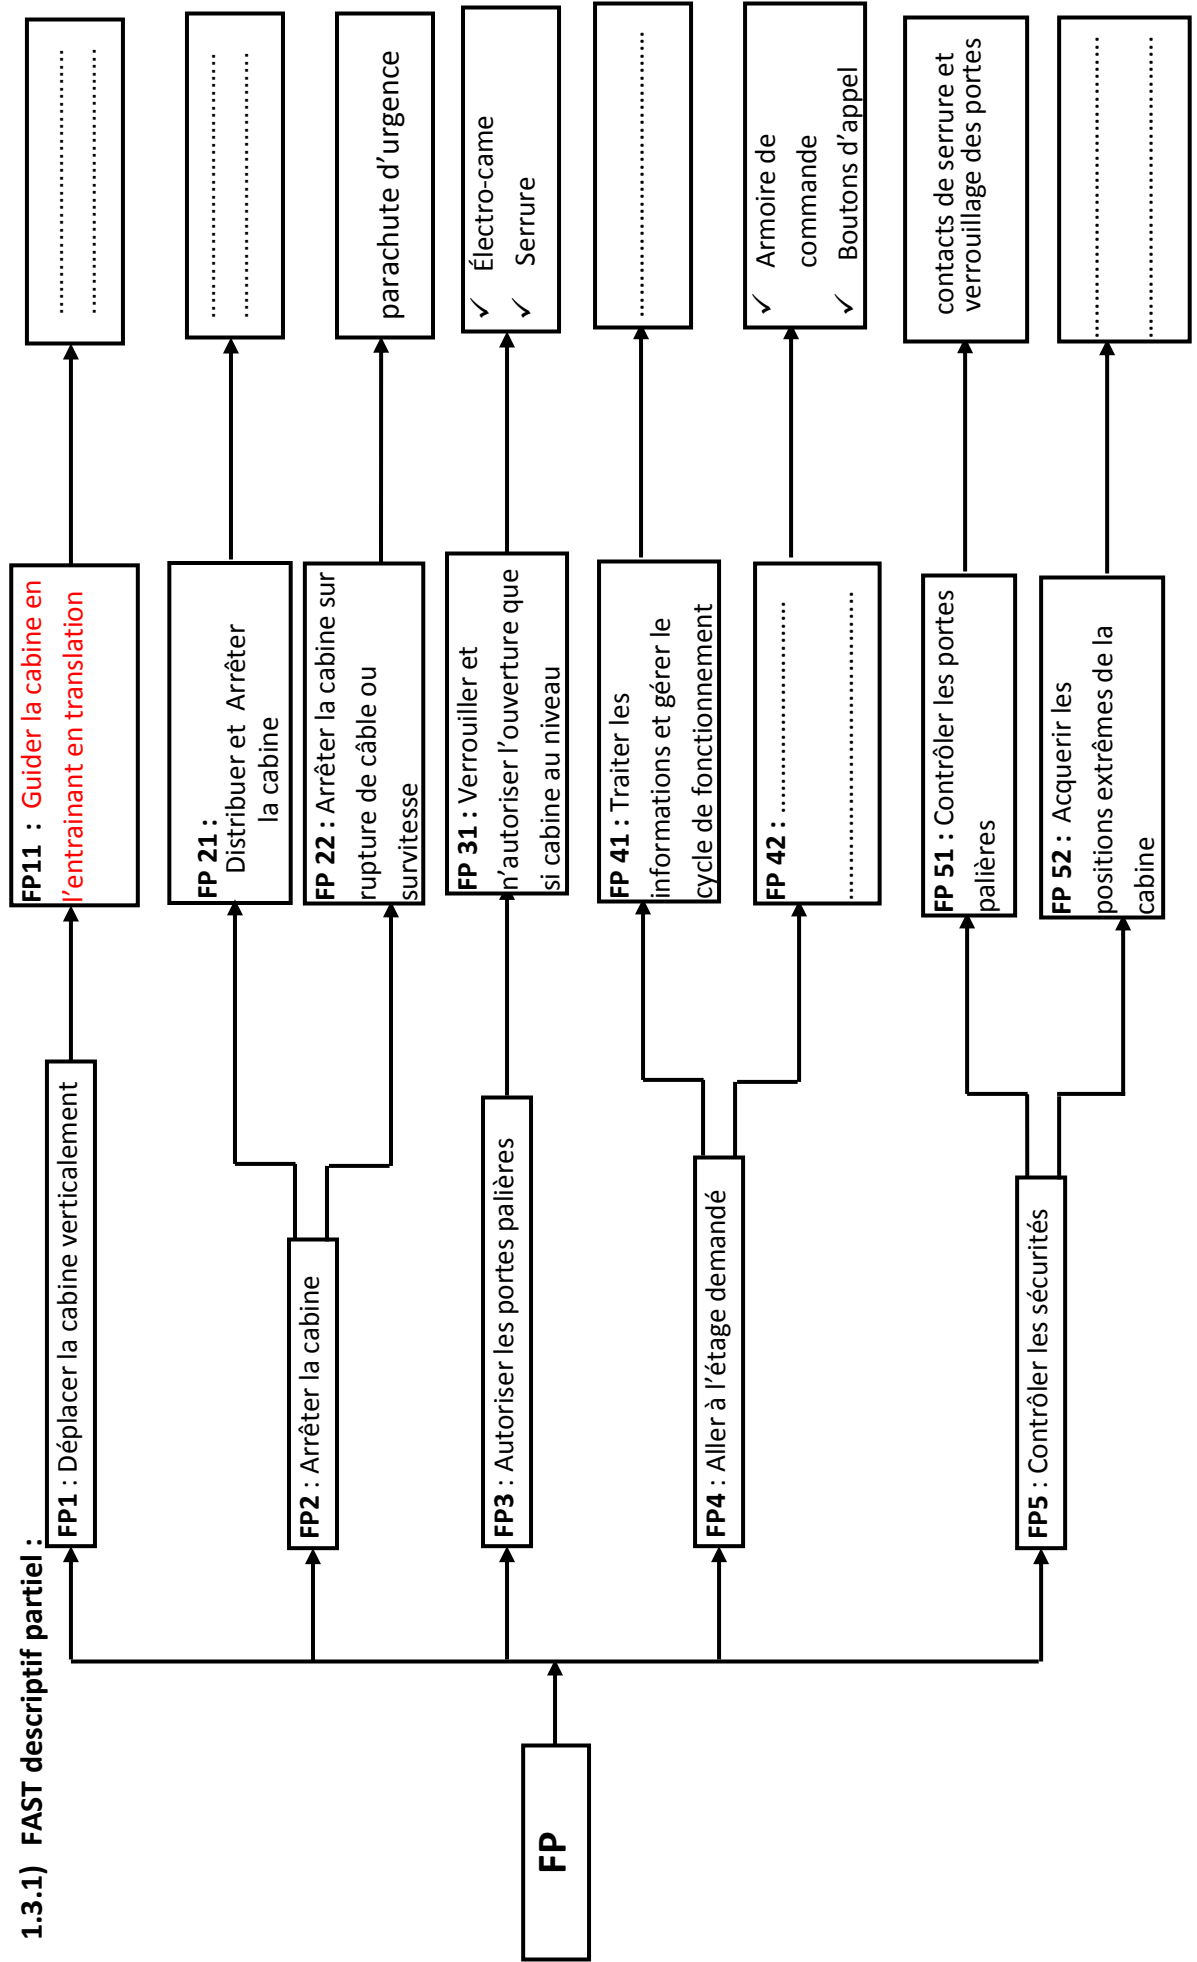 1.3.1) FAST descriptif partiel :
FP
FP1 : Déplacer la cabine verticalement
FP11 : Guider la cabine en
l'entrainant en translation
................................................
................................................
FP2 : Arrêter la cabine
FP 21 :
Distribuer et Arrêter
la cabine
................................................
................................................
FP 22 : Arrêter la cabine sur
rupture de câble ou
survitesse
parachute d'urgence
FP3 : Autoriser les portes palières
FP 31 : Verrouiller et
n'autoriser l'ouverture que
si cabine au niveau
✓ Électro-came
✓ Serrure
FP4 : Aller à l'étage demandé
FP 41 : Traiter les
informations et gérer le
cycle de fonctionnement
................................................
FP 42 : ...................................
................................................
✓ Armoire de
commande
✓ Boutons d'appel
FP5 : Contrôler les sécurités
FP 51 : Contrôler les portes
palières
contacts de serrure et
verrouillage des portes
FP 52 : Acquerir les
positions extrêmes de la
cabine
................................................
................................................